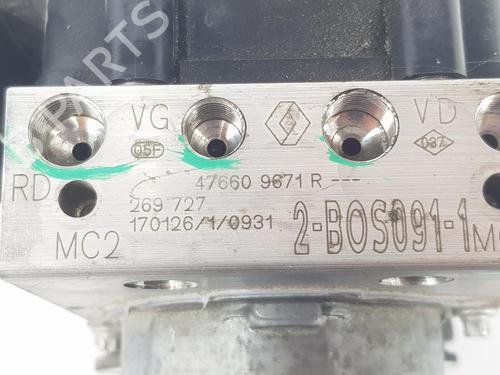 PARTS
VG
VD
05F
037
RD
47660 9671 R ---
269 727
170126/1/0931
2-BOS091-1
MC2